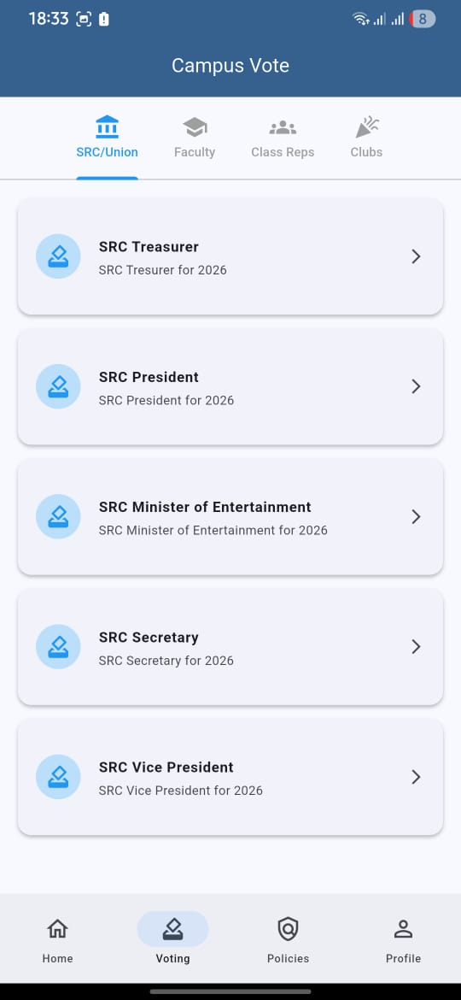 18:33
8
Campus Vote
SRC/Union
Faculty
Class Reps
Clubs
SRC Treasurer
SRC Tresurer for 2026
SRC President
SRC President for 2026
SRC Minister of Entertainment
SRC Minister of Entertainment for 2026
SRC Secretary
SRC Secretary for 2026
SRC Vice President
SRC Vice President for 2026
Home
Voting
Policies
Profile